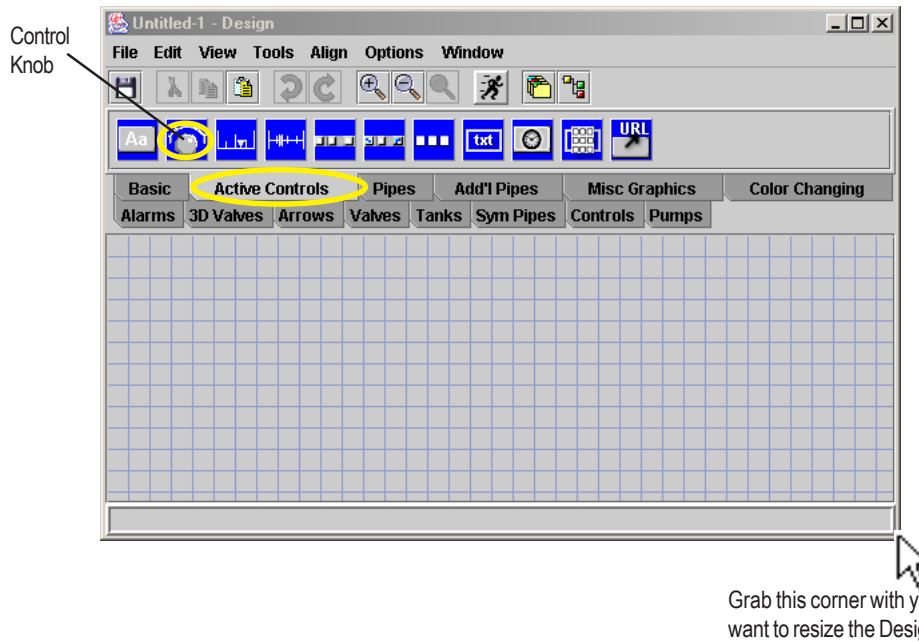 Control
Knob
Untitled-1 - Design
File Edit View Tools Align Options Window
Aa txt URL
Basic Active Controls Pipes Add'l Pipes Misc Graphics Color Changing
Alarms 3D Valves Arrows Valves Tanks Sym Pipes Controls Pumps
Grab this corner with y
want to resize the Desi